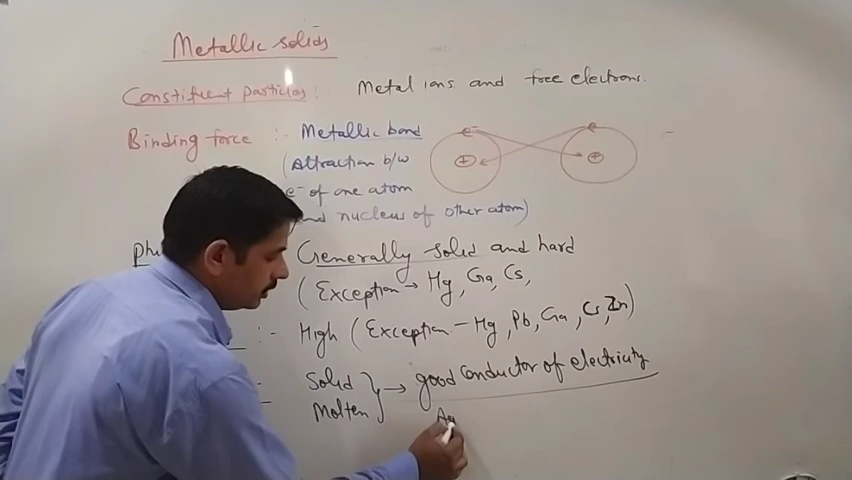 Metallic solids
Constituent particles :- Metal ions and free electrons.
Binding force :- Metallic bond
(attraction b/w
e- of one atom
and nucleus of other atom)
e- e-
+ +
Generally solid and hard
(Exception → Hg, Ga, Cs,
:- High (Exception - Hg, Pb, Ga, Cs, Zn)
Solid
Molten } → good conductor of electricity